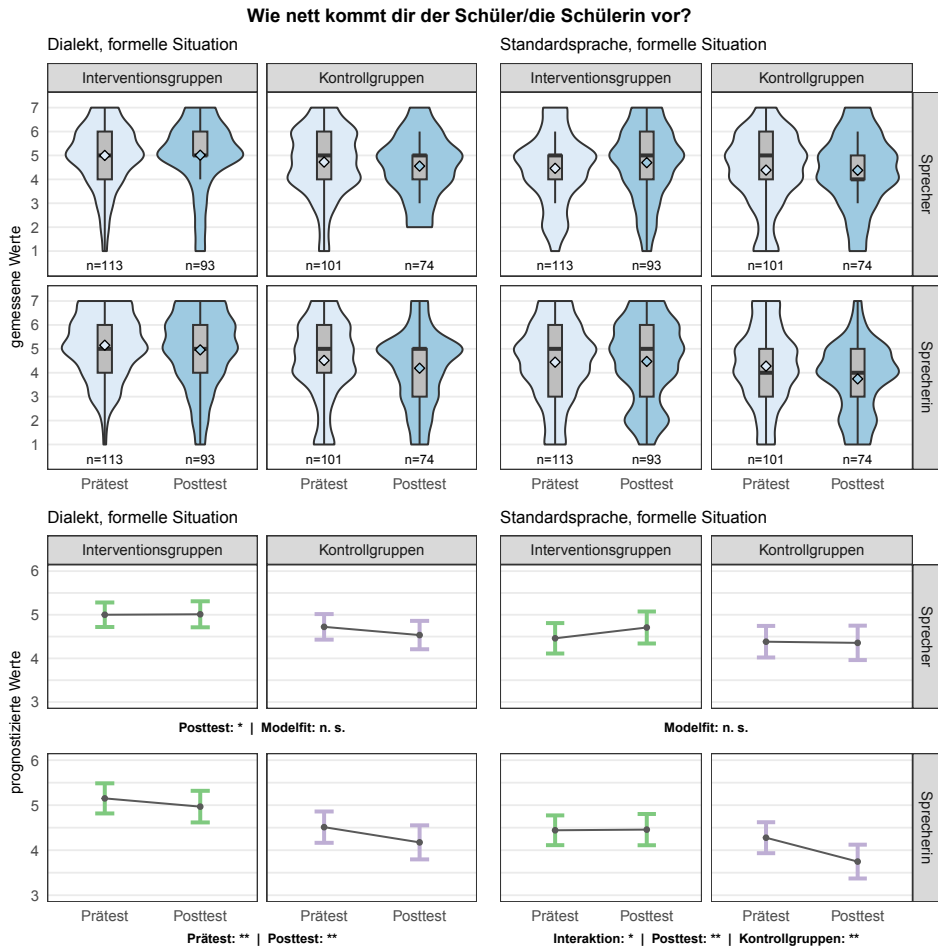 Wie nett kommt dir der Schüler/die Schülerin vor?
Dialekt, formelle Situation
Standardsprache, formelle Situation
Interventionsgruppen
Kontrollgruppen
Interventionsgruppen
Kontrollgruppen
gemessene Werte
7
6
5
4
3
2
1
n=113
n=93
n=101
n=74
n=113
n=93
n=101
n=74
Sprecher
7
6
5
4
3
2
1
n=113
n=93
n=101
n=74
n=113
n=93
n=101
n=74
Sprecherin
Prätest
Posttest
Prätest
Posttest
Prätest
Posttest
Prätest
Posttest
Dialekt, formelle Situation
Standardsprache, formelle Situation
Interventionsgruppen
Kontrollgruppen
Interventionsgruppen
Kontrollgruppen
prognostizierte Werte
6
5
4
3
Sprecher
Posttest: * | Modelfit: n. s.
Modelfit: n. s.
6
5
4
3
Sprecherin
Prätest
Posttest
Prätest
Posttest
Prätest
Posttest
Prätest
Posttest
Prätest: ** | Posttest: **
Interaktion: * | Posttest: ** | Kontrollgruppen: **